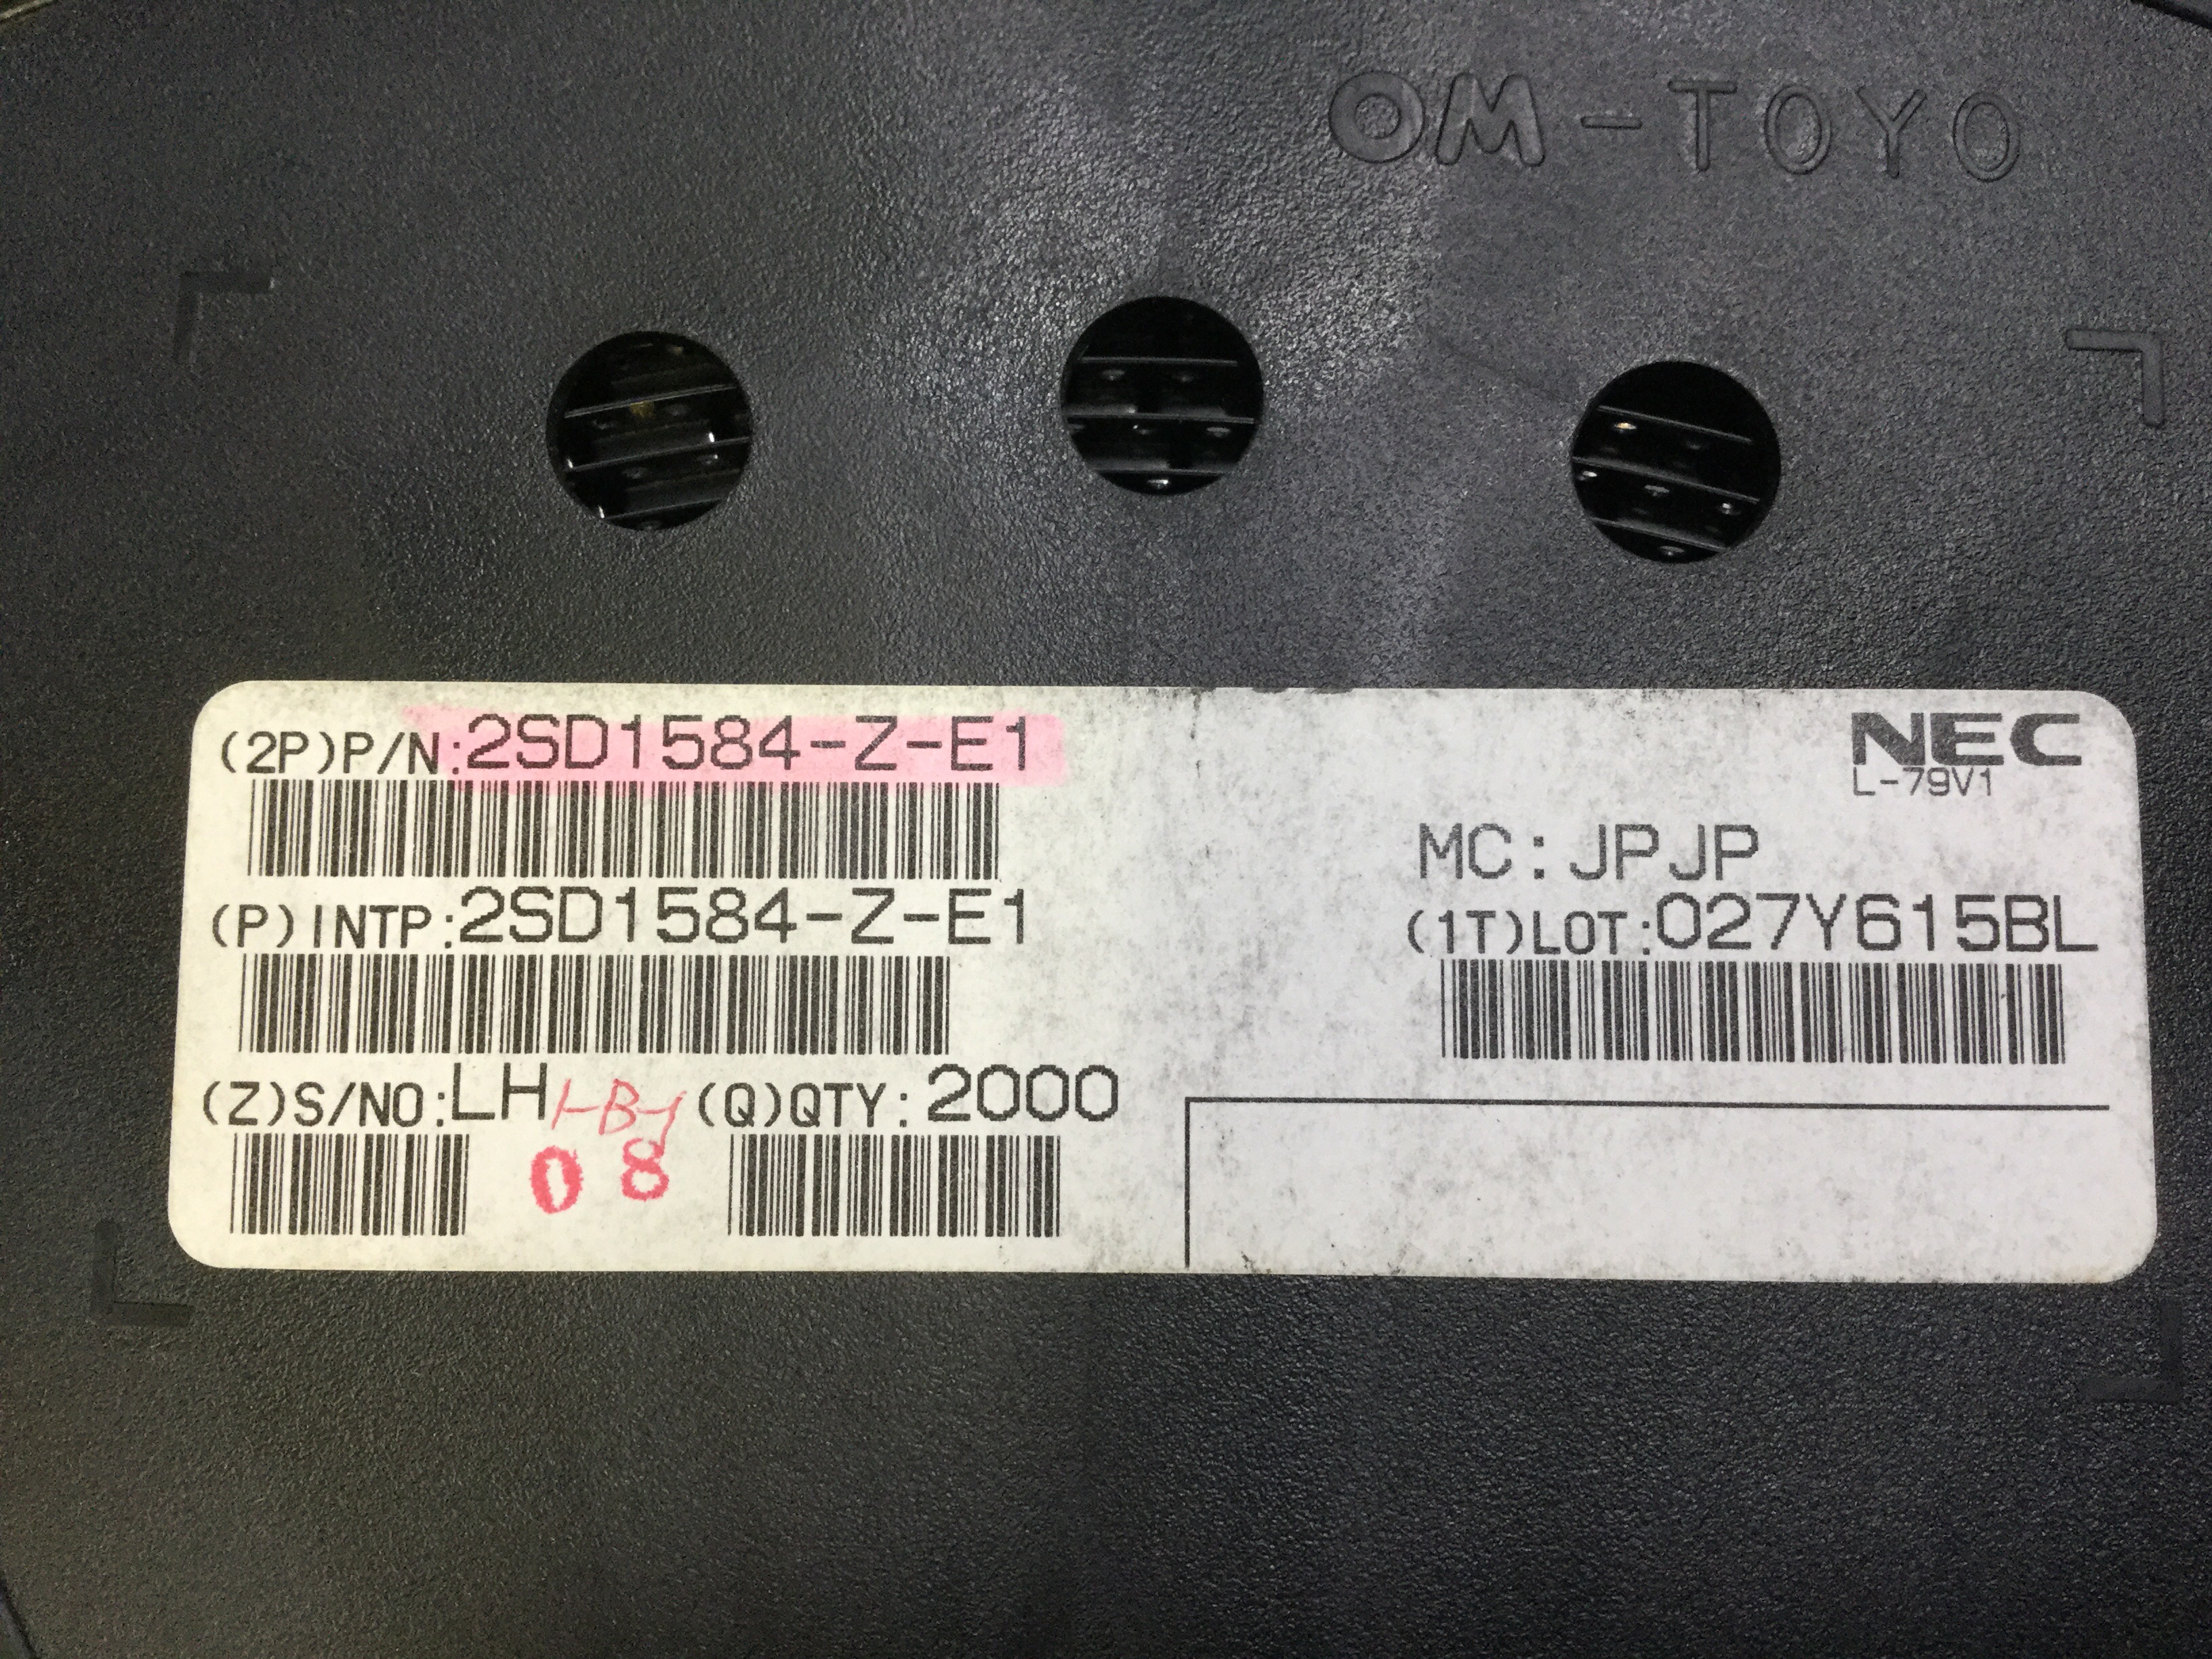 OM-TOYO
(2P)P/N:2SD1584-Z-E1
NEC
L-79V1
MC:JPJP
(P)INTP:2SD1584-Z-E1
(1T)LOT:027Y615BL
(Z)S/NO:LH (Q)QTY:2000
08